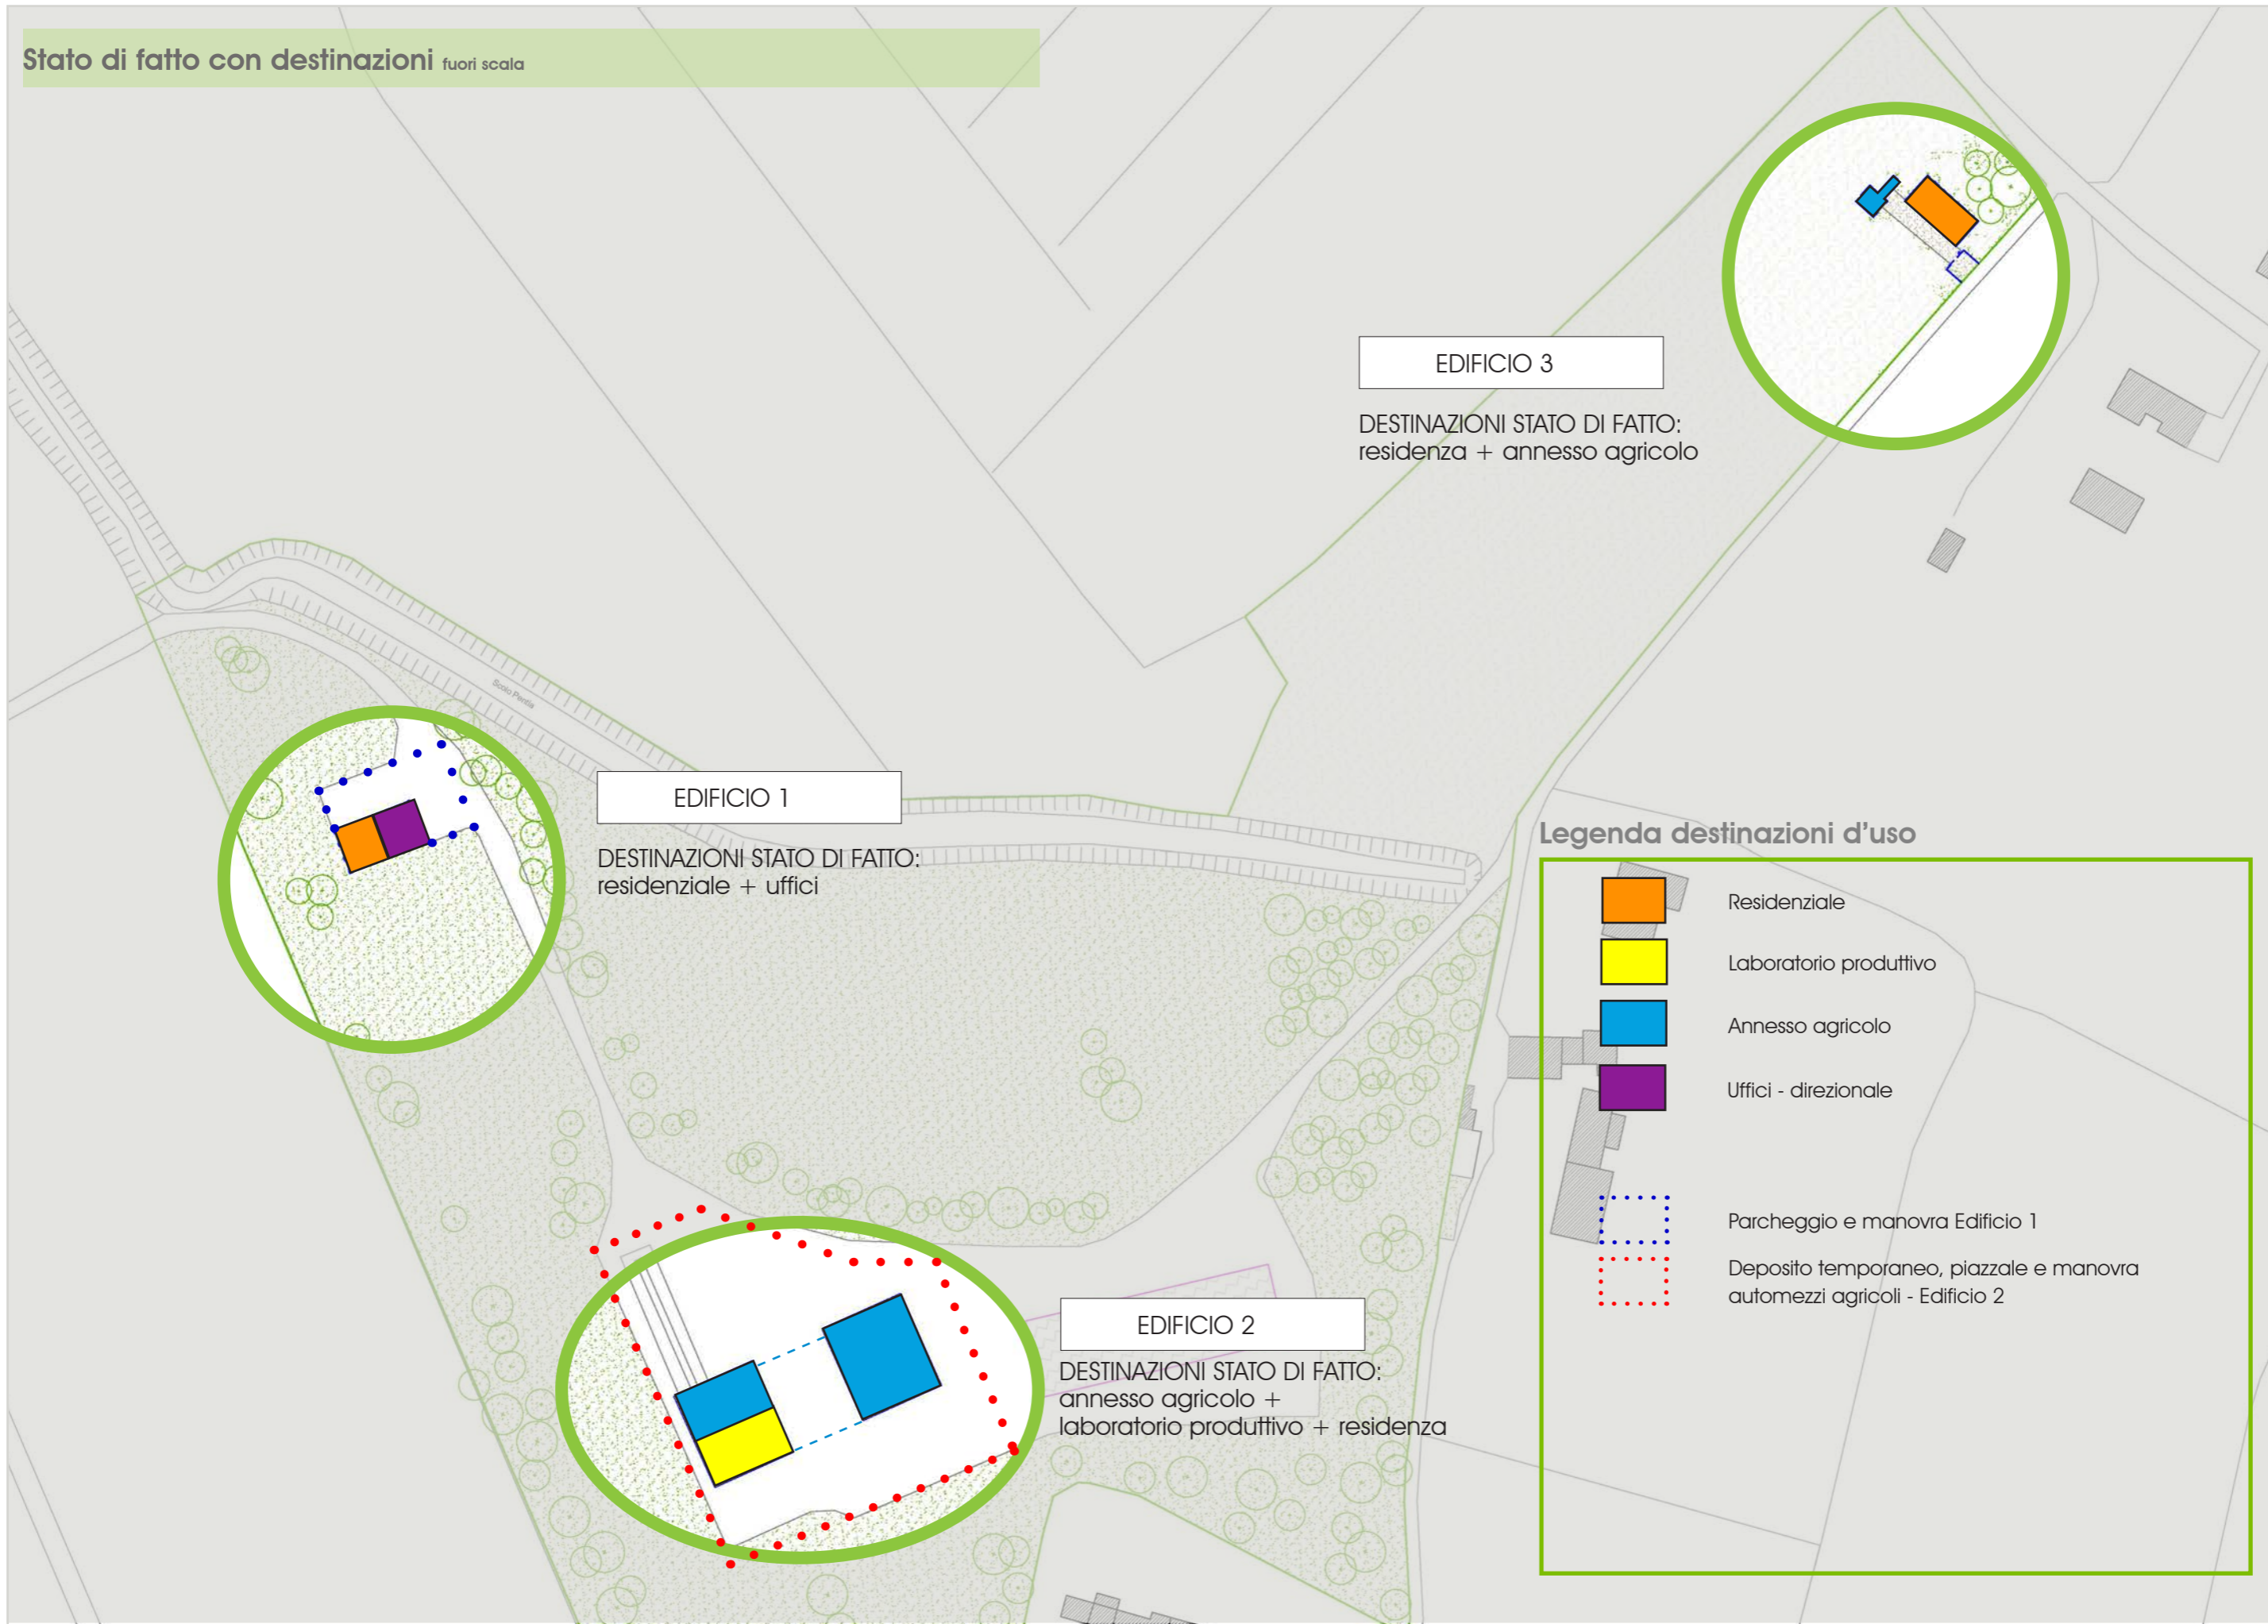 Stato di fatto con destinazioni fuori scala
EDIFICIO 3
DESTINAZIONI STATO DI FATTO:
residenza + annesso agricolo
EDIFICIO 1
DESTINAZIONI STATO DI FATTO:
residenziale + uffici
EDIFICIO 2
DESTINAZIONI STATO DI FATTO:
annesso agricolo +
laboratorio produttivo + residenza
Legenda destinazioni d'uso
Residenziale
Laboratorio produttivo
Annesso agricolo
Uffici - direzionale
Parcheggio e manovra Edificio 1
Deposito temporaneo, piazzale e manovra
automezzi agricoli - Edificio 2
Scolo